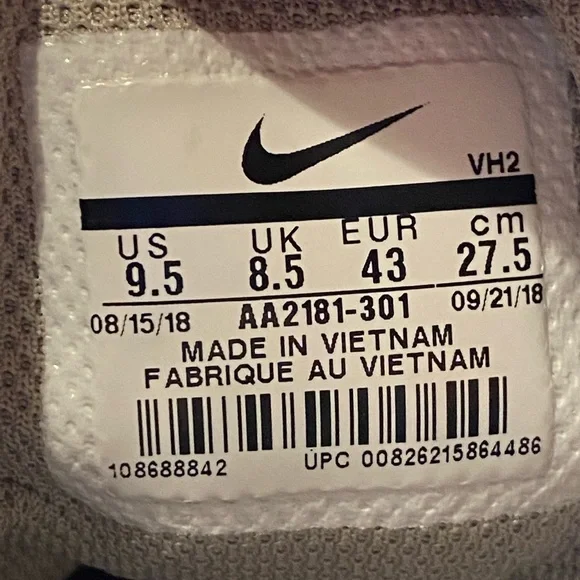 VH2
US UK EUR cm
9.5 8.5 43 27.5
08/15/18 AA2181-301 09/21/18
MADE IN VIETNAM
FABRIQUE AU VIETNAM
108688842 UPC 00826215864486